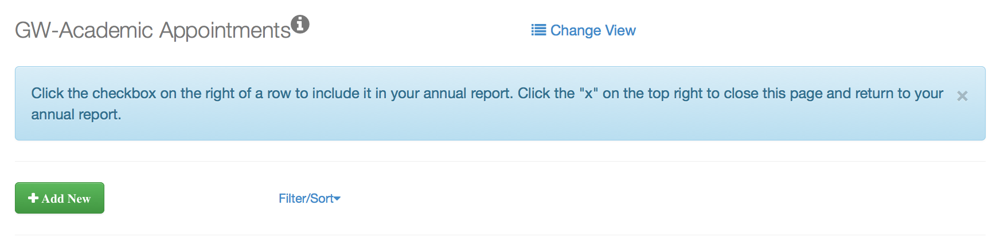 GW-Academic Appointments
Change View
Click the checkbox on the right of a row to include it in your annual report. Click the "x" on the top right to close this page and return to your
annual report.
Add New
Filter/Sort